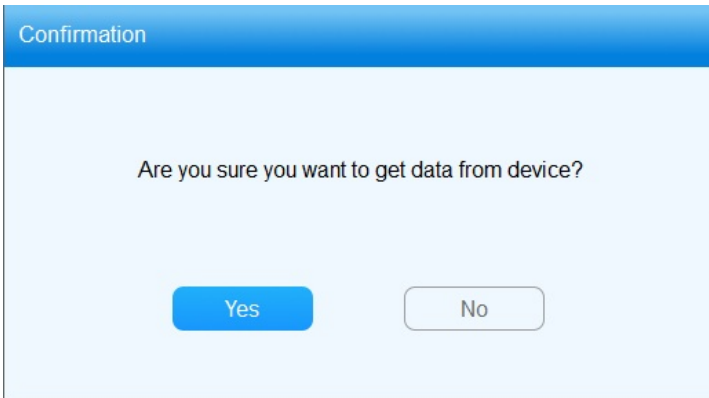 Confirmation
Are you sure you want to get data from device?
Yes
No